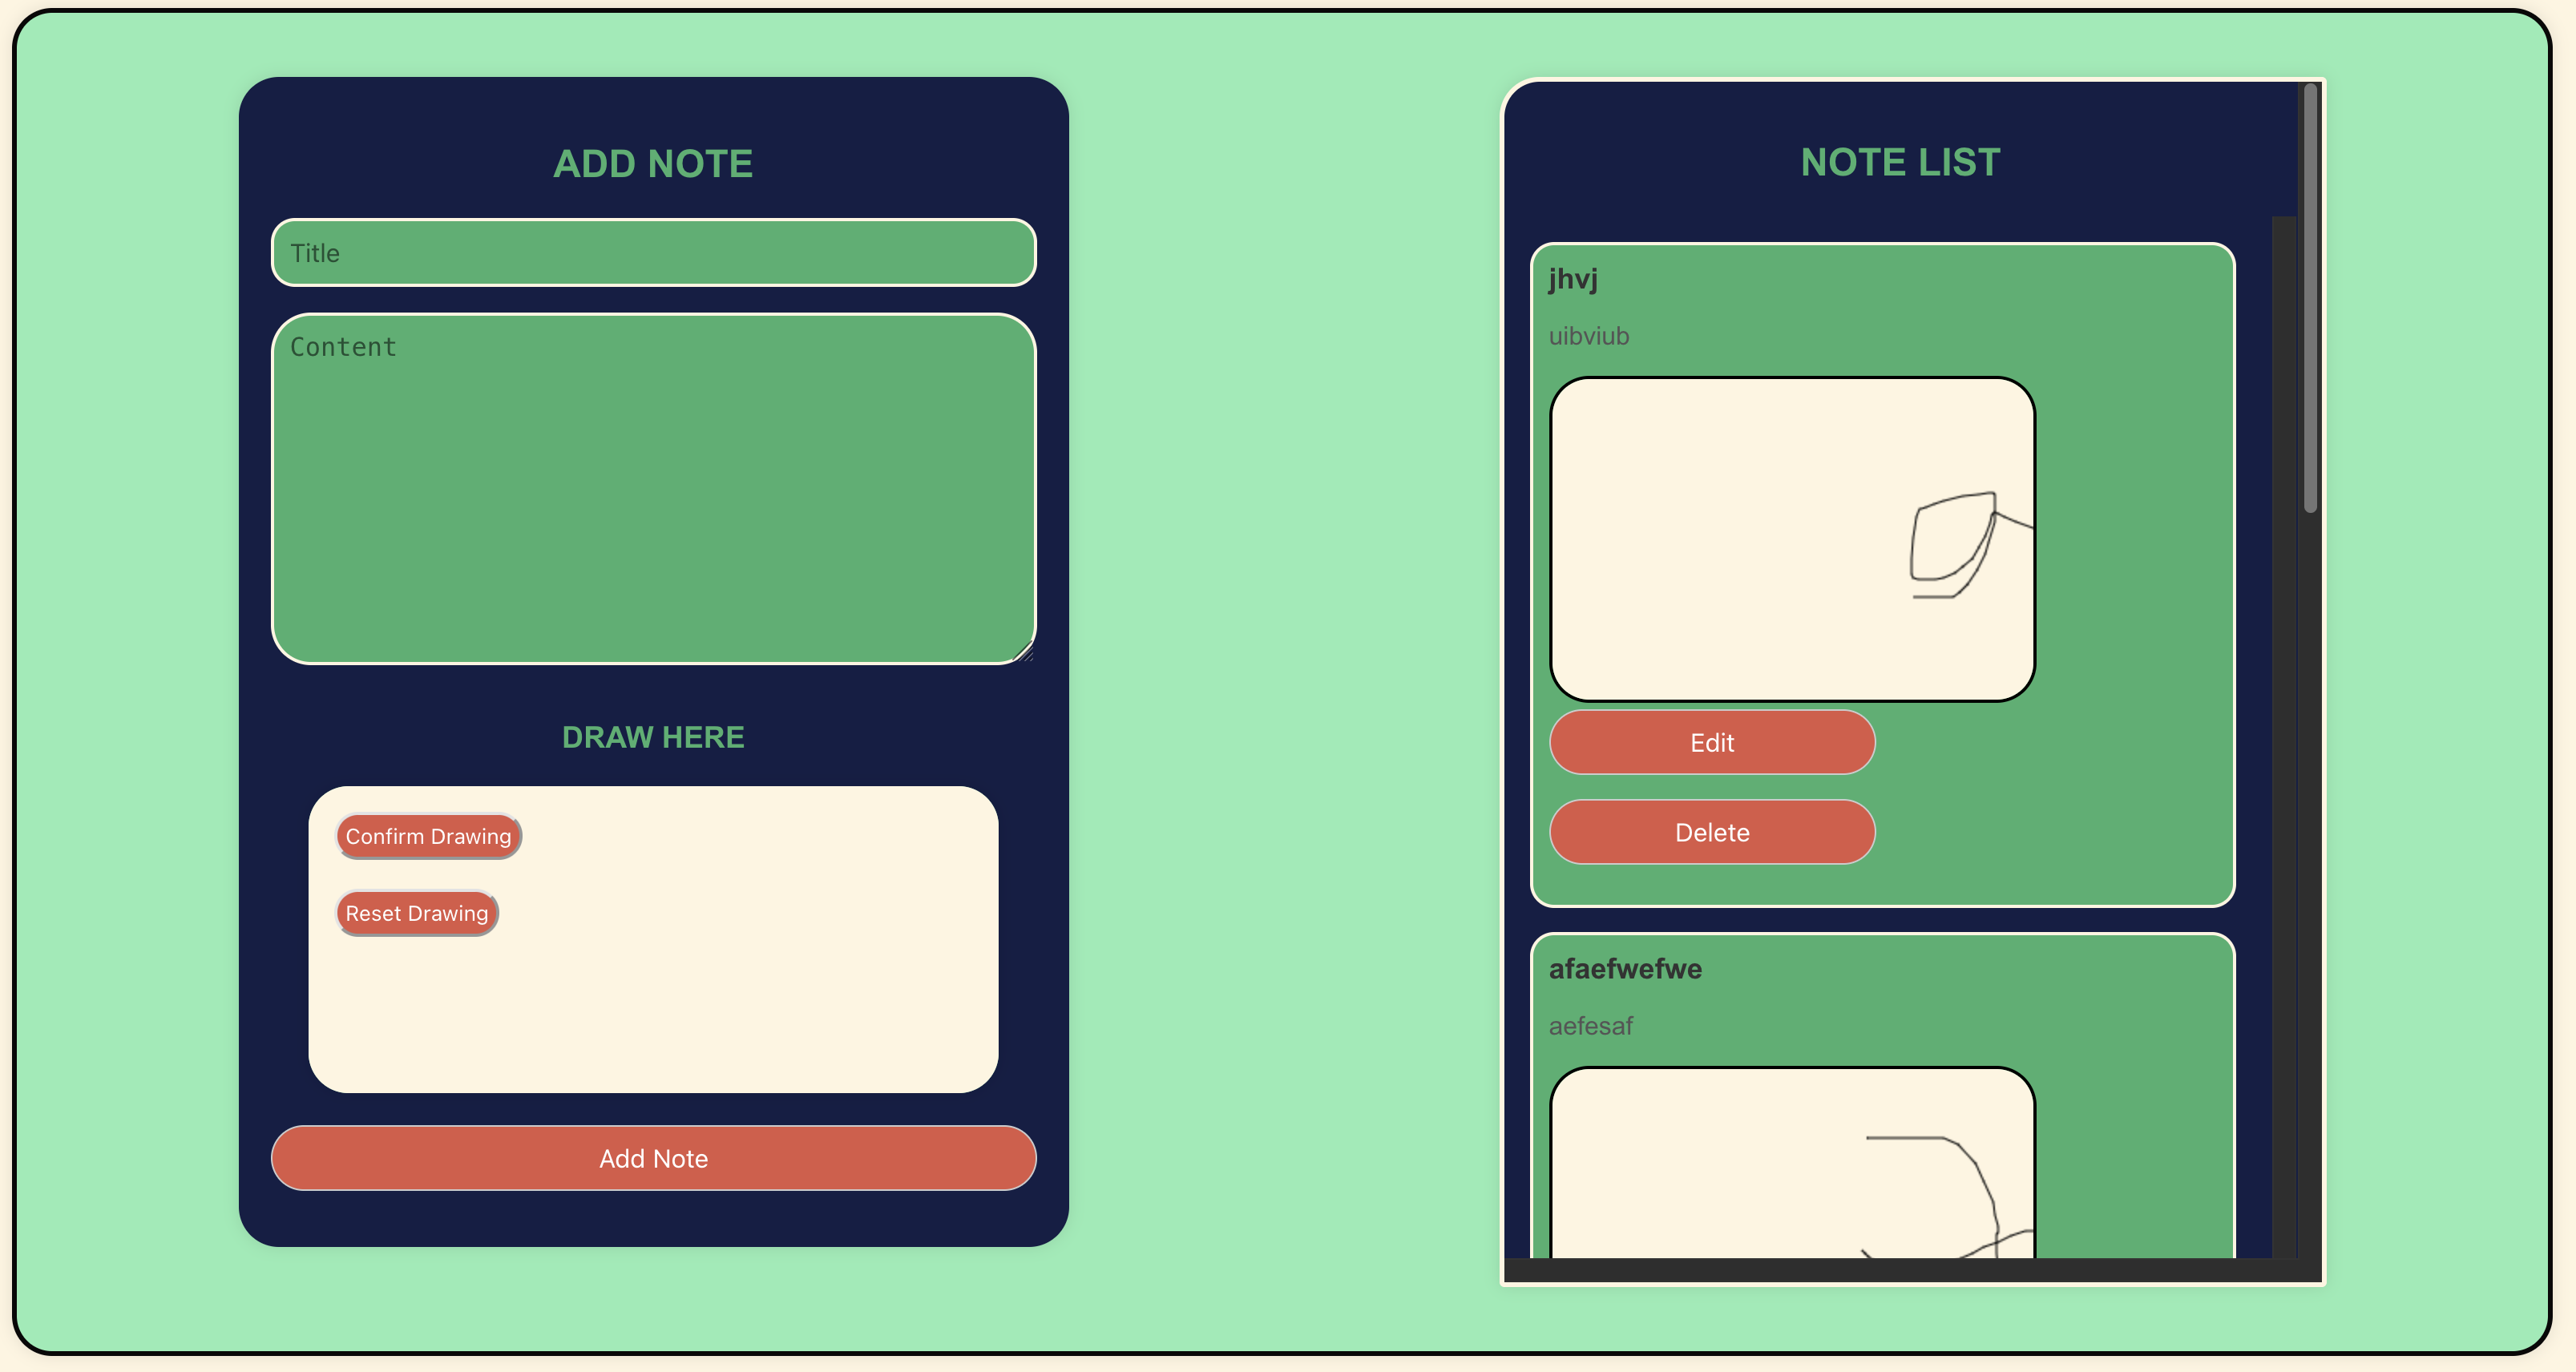 ADD NOTE
Title
Content
DRAW HERE
Confirm Drawing
Reset Drawing
Add Note
NOTE LIST
jhvj
uibviub
Edit
Delete
afaefwefwe
aefesaf